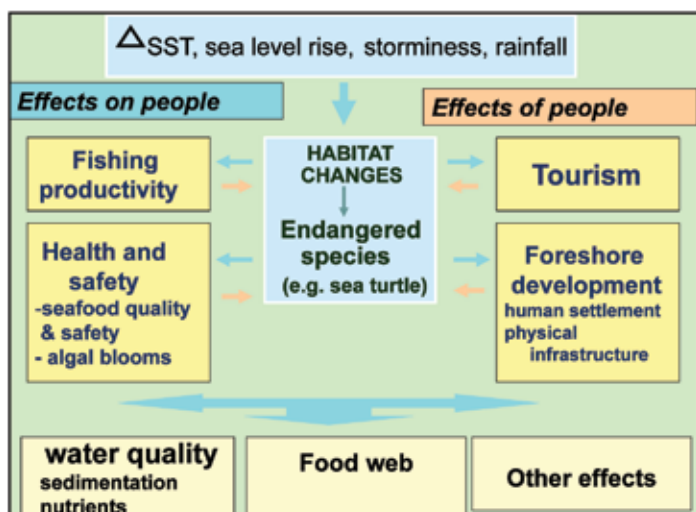 △SST, sea level rise, storminess, rainfall
Effects on people
Effects of people
Fishing
productivity
HABITAT
CHANGES
Endangered
species
(e.g. sea turtle)
Tourism
Health and
safety
-seafood quality
& safety
- algal blooms
Foreshore
development
human settlement
physical
infrastructure
water quality
sedimentation
nutrients
Food web
Other effects